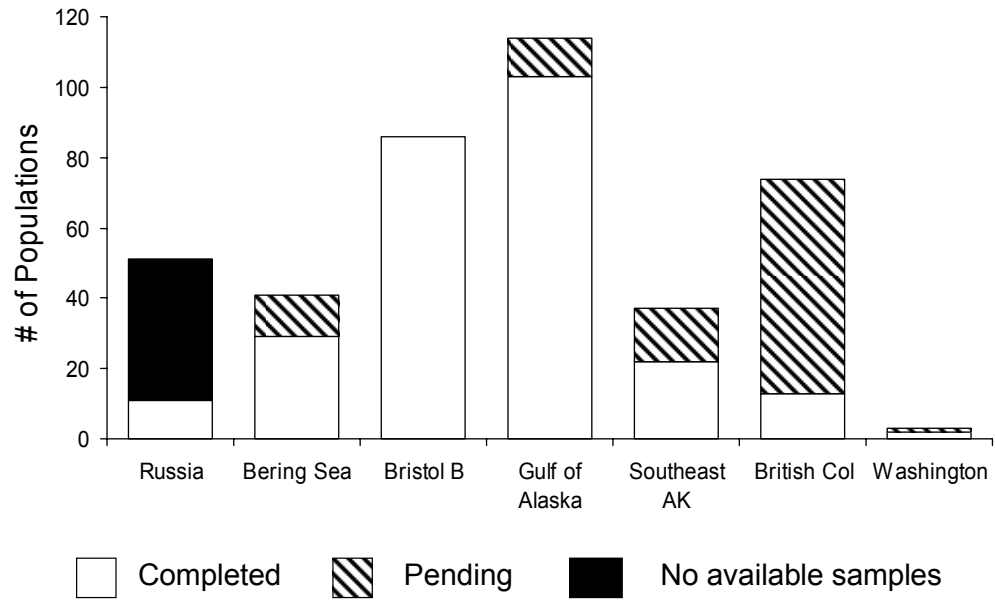 120
100
80
60
40
20
0
# of Populations
Russia Bering Sea Bristol B Gulf of Alaska Southeast AK British Col Washington
Completed Pending No available samples